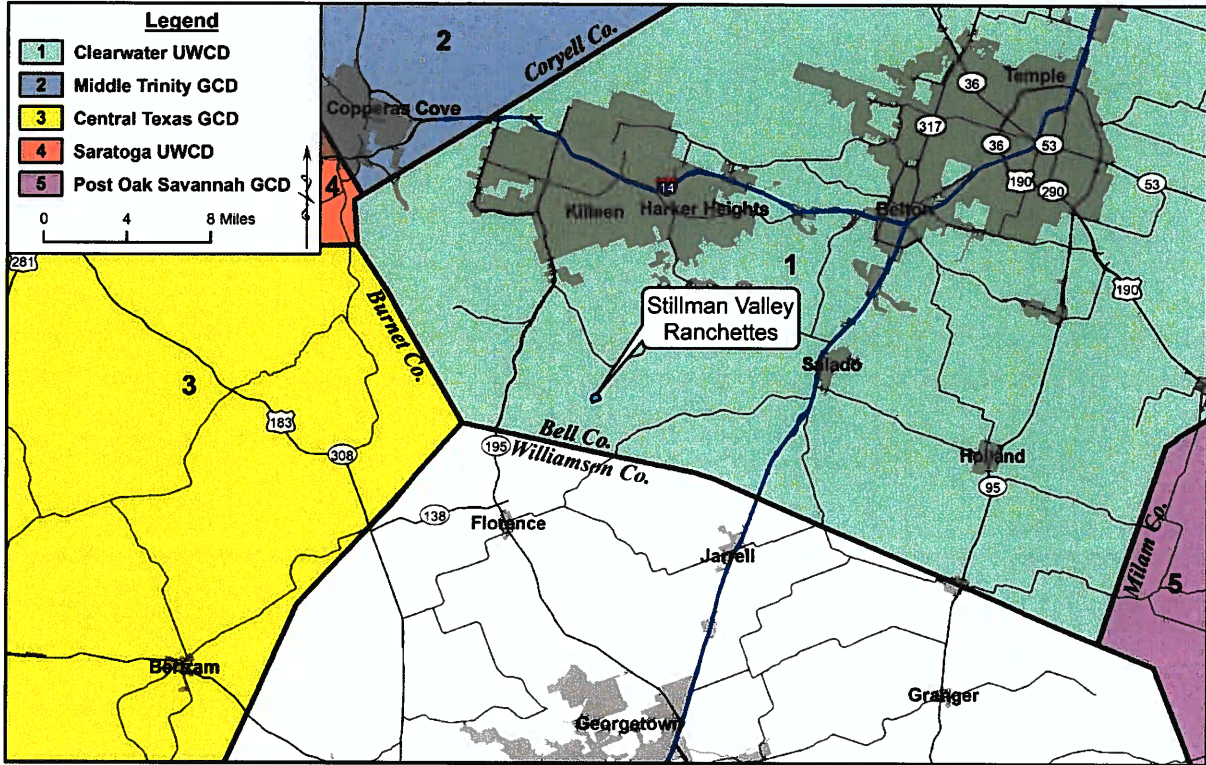 Legend
1 Clearwater UWCD
2 Middle Trinity GCD
3 Central Texas GCD
4 Saratoga UWCD
5 Post Oak Savannah GCD
0 4 8 Miles
2
Coryell Co.
Copperas Cove
4
Temple
36
317
36
53
190
290
53
14
Killeen
Harker Heights
Belton
281
1
190
Burnet Co.
Stillman Valley
Ranchettes
Salado
3
183
308
Bell Co.
Williamson Co.
195
Holland
95
138
Florence
Jarrell
Milam Co.
5
Bertram
Granger
Georgetown